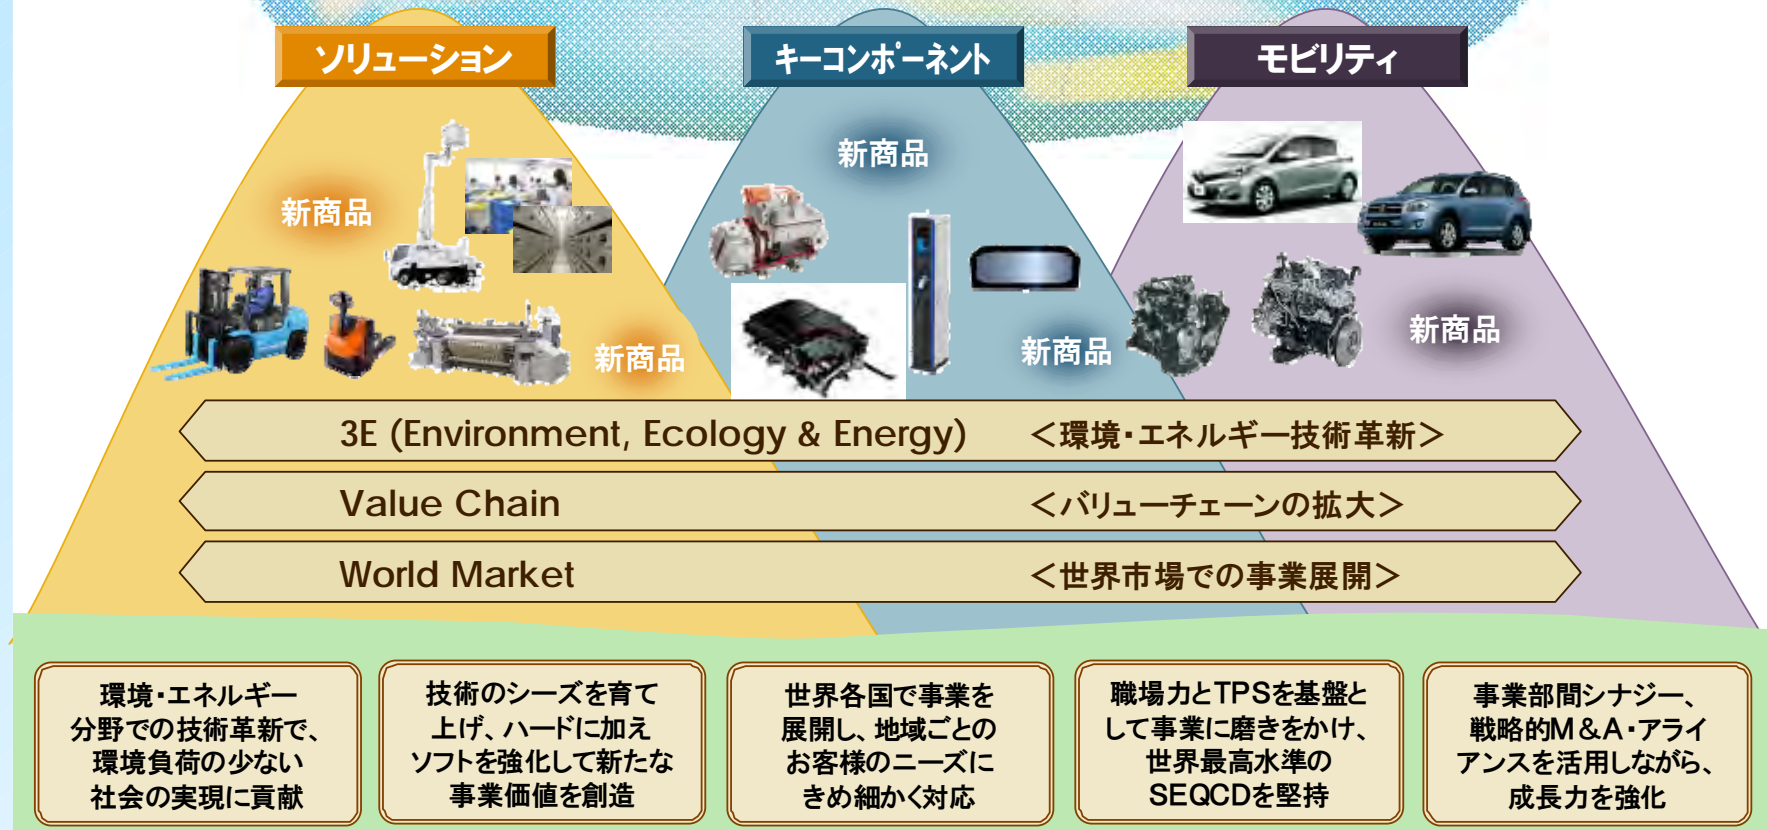 ソリューション
キーコンポーネント
モビリティ
新商品
新商品
新商品
新商品
新商品
3E (Environment, Ecology & Energy) ＜環境・エネルギー技術革新＞
Value Chain ＜バリューチェーンの拡大＞
World Market ＜世界市場での事業展開＞
環境・エネルギー
分野での技術革新で、
環境負荷の少ない
社会の実現に貢献
技術のシーズを育て
上げ、ハードに加え
ソフトを強化して新たな
事業価値を創造
世界各国で事業を
展開し、地域ごとの
お客様のニーズに
きめ細かく対応
職場力とTPSを基盤と
して事業に磨きをかけ、
世界最高水準の
SEQCDを堅持
事業部間シナジー、
戦略的M＆A・アライ
アンスを活用しながら、
成長力を強化